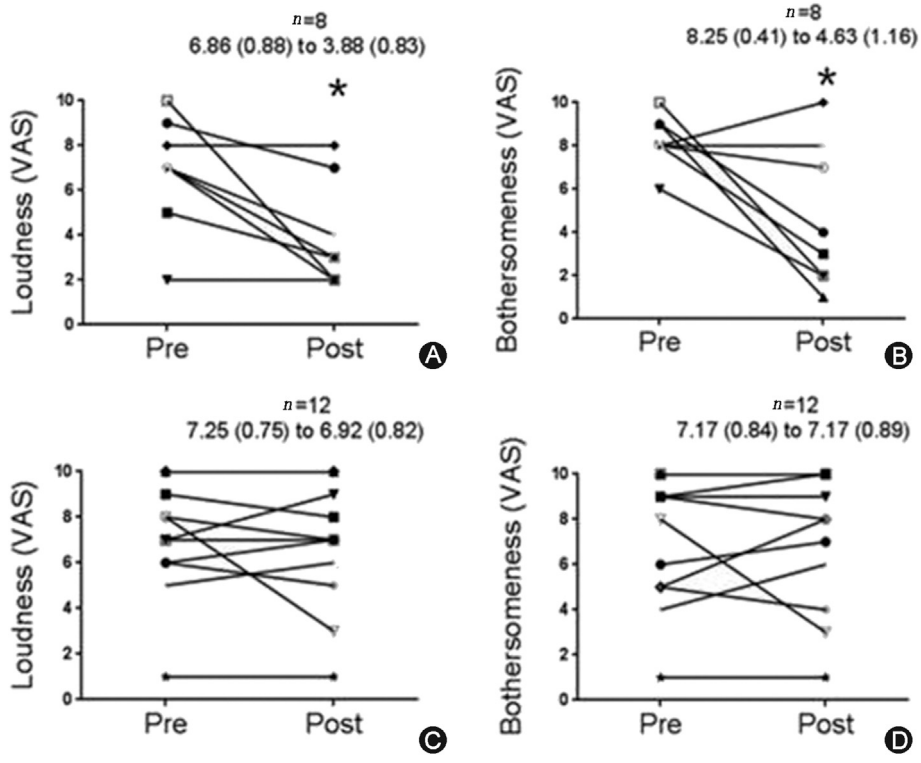 n=8
6.86 (0.88) to 3.88 (0.83)
*
Loudness (VAS)
10
8
6
4
2
0
Pre
Post
A
n=8
8.25 (0.41) to 4.63 (1.16)
*
Bothersomeness (VAS)
10
8
6
4
2
0
Pre
Post
B
n=12
7.25 (0.75) to 6.92 (0.82)
Loudness (VAS)
10
8
6
4
2
0
Pre
Post
C
n=12
7.17 (0.84) to 7.17 (0.89)
Bothersomeness (VAS)
10
8
6
4
2
0
Pre
Post
D